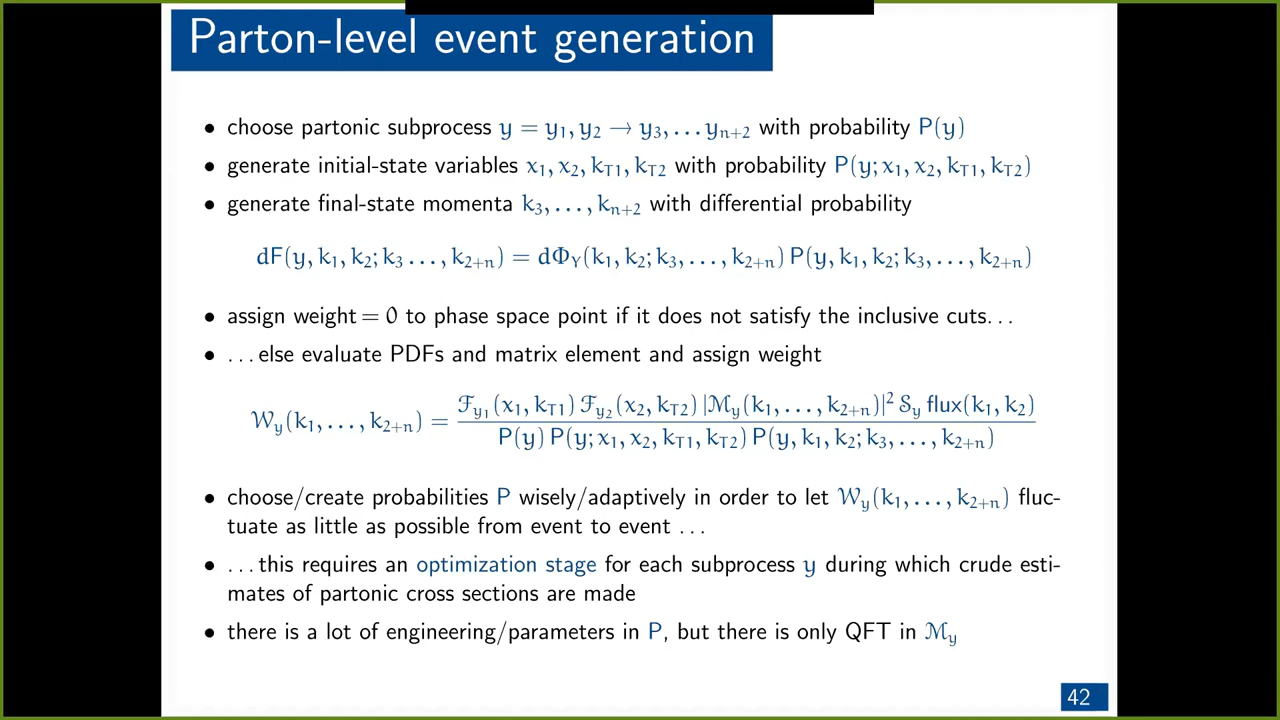 Parton-level event generation
• choose partonic subprocess y = y₁, y₂ → y₃, … yₙ₊₂ with probability P(y)
• generate initial-state variables x₁, x₂, k_T1, k_T2 with probability P(y; x₁, x₂, k_T1, k_T2)
• generate final-state momenta k₃, …, kₙ₊₂ with differential probability
dF(y, k₁, k₂; k₃ …, k₂₊ₙ) = dΦ_Y(k₁, k₂; k₃, …, k₂₊ₙ) P(y, k₁, k₂; k₃, …, k₂₊ₙ)
• assign weight = 0 to phase space point if it does not satisfy the inclusive cuts…
• …else evaluate PDFs and matrix element and assign weight
𝒲_y(k₁, …, k₂₊ₙ) = ℱ_y₁(x₁, k_T1) ℱ_y₂(x₂, k_T2) |ℳ_y(k₁, …, k₂₊ₙ)|² 𝒮_y flux(k₁, k₂)
P(y) P(y; x₁, x₂, k_T1, k_T2) P(y, k₁, k₂; k₃, …, k₂₊ₙ)
• choose/create probabilities P wisely/adaptively in order to let 𝒲_y(k₁, …, k₂₊ₙ) fluc-
tuate as little as possible from event to event …
• …this requires an optimization stage for each subprocess y during which crude esti-
mates of partonic cross sections are made
• there is a lot of engineering/parameters in P, but there is only QFT in ℳ_y
42